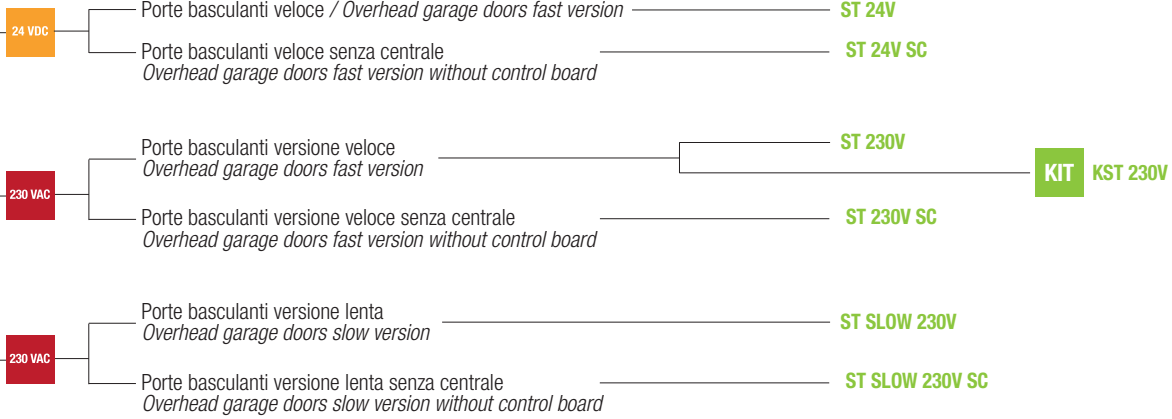 24 VDC
Porte basculanti veloce / Overhead garage doors fast version
ST 24V
Porte basculanti veloce senza centrale
Overhead garage doors fast version without control board
ST 24V SC
230 VAC
Porte basculanti versione veloce
Overhead garage doors fast version
ST 230V
KIT KST 230V
Porte basculanti versione veloce senza centrale
Overhead garage doors fast version without control board
ST 230V SC
230 VAC
Porte basculanti versione lenta
Overhead garage doors slow version
ST SLOW 230V
Porte basculanti versione lenta senza centrale
Overhead garage doors slow version without control board
ST SLOW 230V SC